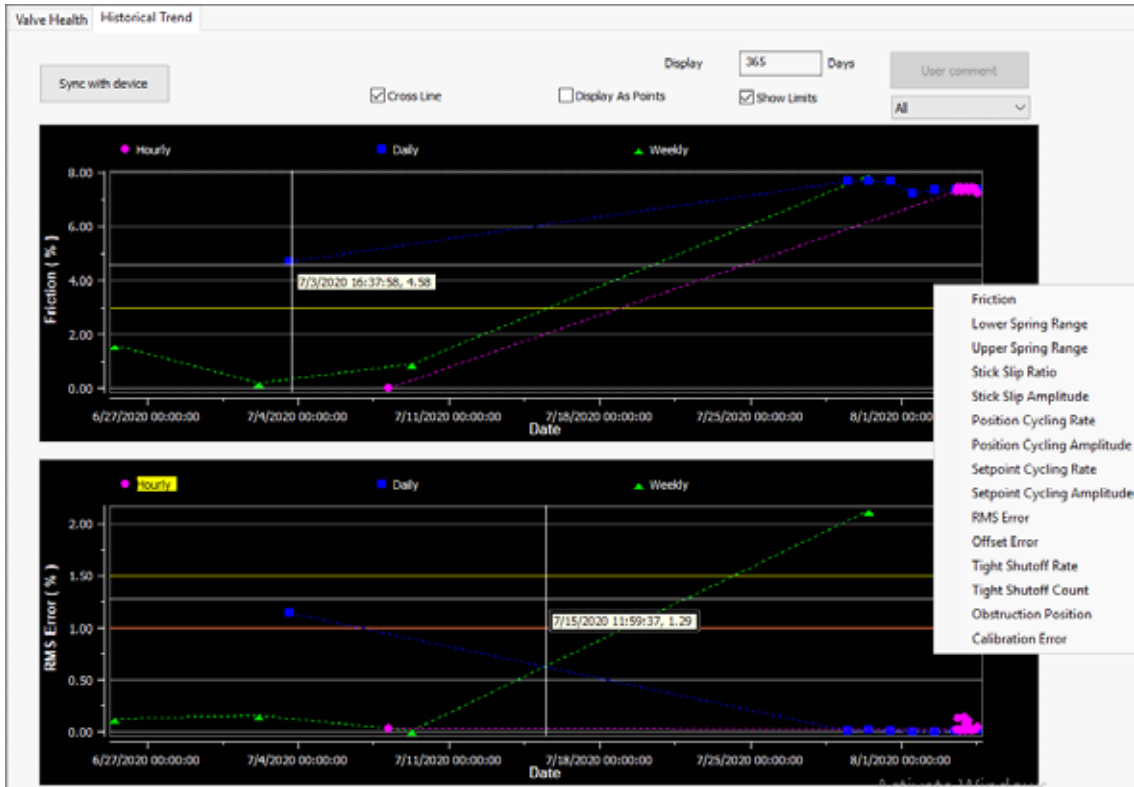 Valve Health Historical Trend
Display 365 Days User comment
Sync with device
Cross Line Display As Points Show Limits All
Hourly Daily Weekly
8.00
6.00
4.00
2.00
0.00
Friction ( % )
7/3/2020 16:37:58, 4.58
6/27/2020 00:00:00 7/4/2020 00:00:00 7/11/2020 00:00:00 7/18/2020 00:00:00 7/25/2020 00:00:00 8/1/2020 00:00
Date
Friction
Lower Spring Range
Upper Spring Range
Stick Slip Ratio
Stick Slip Amplitude
Position Cycling Rate
Position Cycling Amplitude
Setpoint Cycling Rate
Setpoint Cycling Amplitude
RMS Error
Offset Error
Tight Shutoff Rate
Tight Shutoff Count
Obstruction Position
Calibration Error
Hourly Daily Weekly
2.00
1.50
1.00
0.50
0.00
RMS Error ( % )
7/15/2020 11:59:37, 1.29
6/27/2020 00:00:00 7/4/2020 00:00:00 7/11/2020 00:00:00 7/18/2020 00:00:00 7/25/2020 00:00:00 8/1/2020 00:00:00
Date